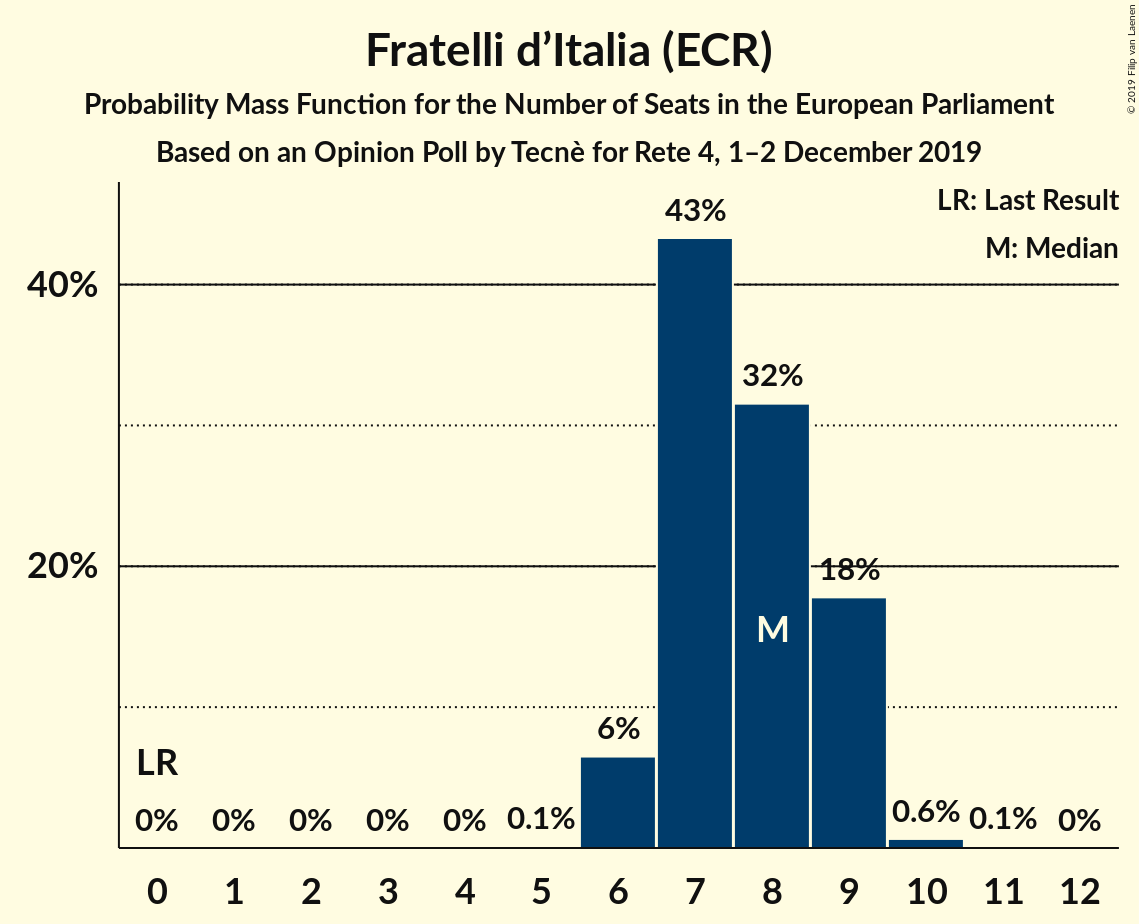 Fratelli d’Italia (ECR)
Probability Mass Function for the Number of Seats in the European Parliament
Based on an Opinion Poll by Tecnè for Rete 4, 1–2 December 2019
© 2019 Filip van Laenen
LR: Last Result
M: Median
43%
40%
32%
20%
18%
M
6%
LR
0% 0% 0% 0% 0% 0.1% 0.6% 0.1% 0%
0 1 2 3 4 5 6 7 8 9 10 11 12